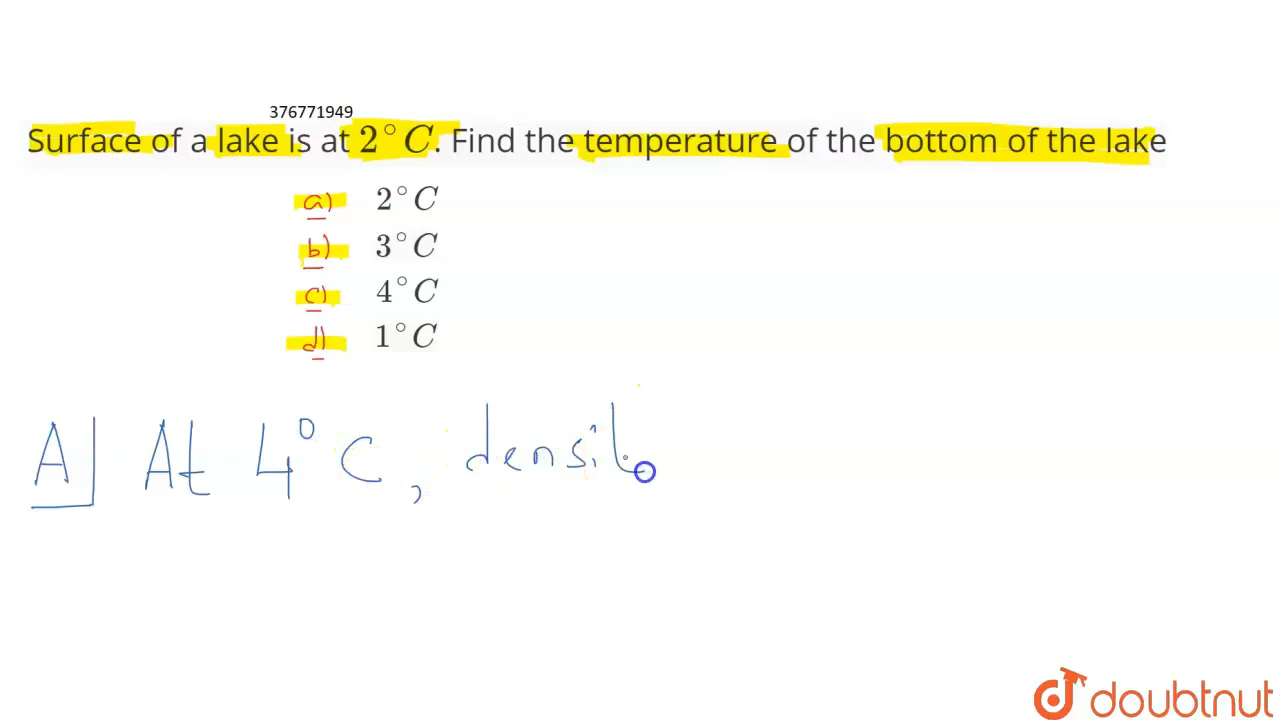 376771949
Surface of a lake is at 2°C. Find the temperature of the bottom of the lake
a) 2°C
b) 3°C
c) 4°C
d) 1°C
A] At 4°C, densit
doubtnut